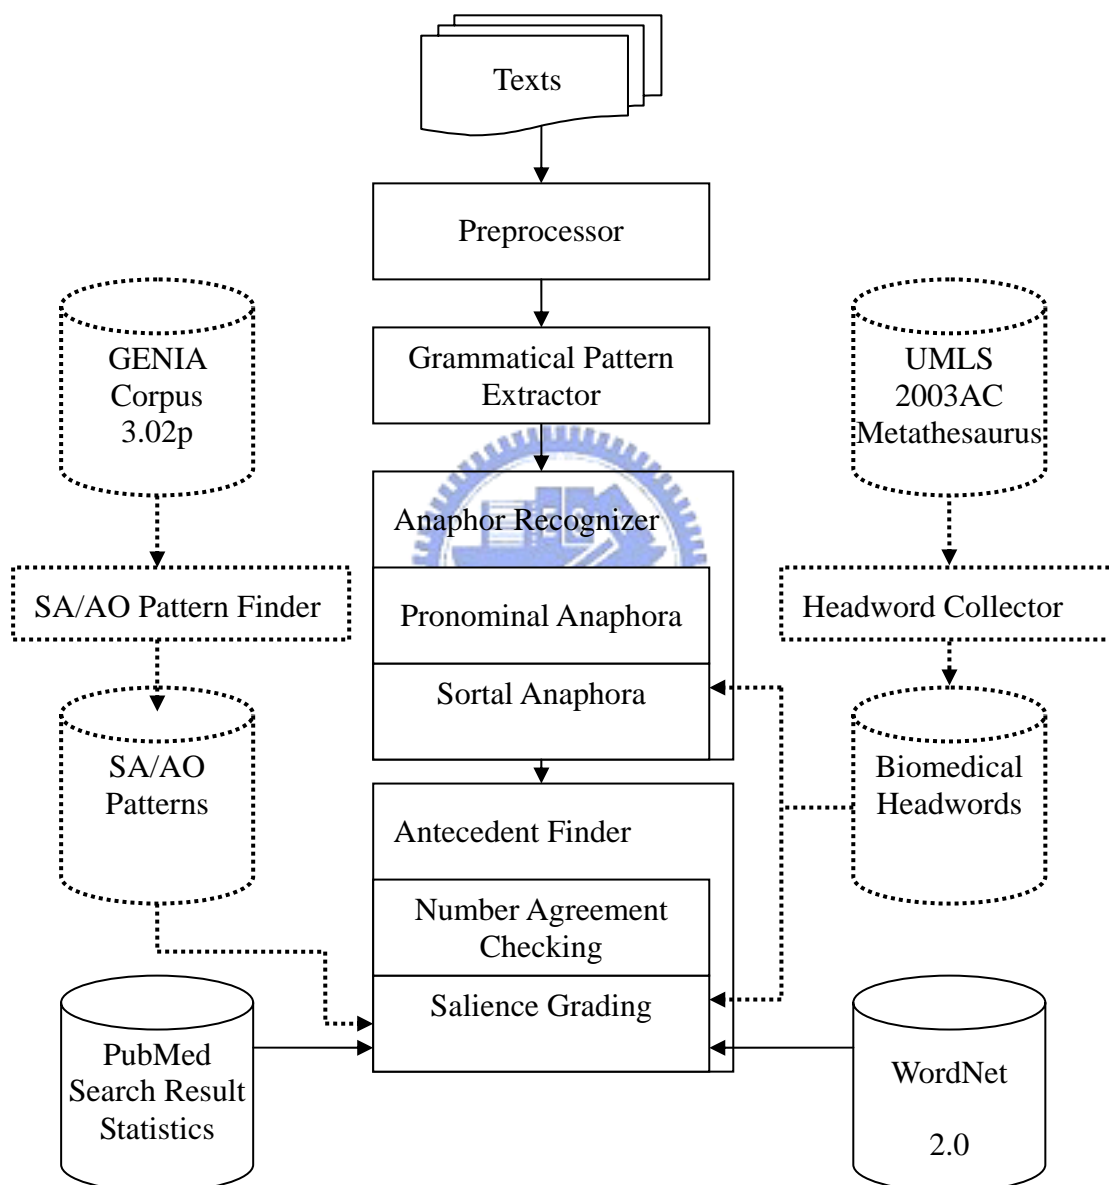 Texts
Preprocessor
Grammatical Pattern
Extractor
GENIA
Corpus
3.02p
UMLS
2003AC
Metathesaurus
Anaphor Recognizer
SA/AO Pattern Finder
Pronominal Anaphora
Headword Collector
Sortal Anaphora
SA/AO
Patterns
Biomedical
Headwords
Antecedent Finder
Number Agreement
Checking
Salience Grading
PubMed
Search Result
Statistics
WordNet
2.0